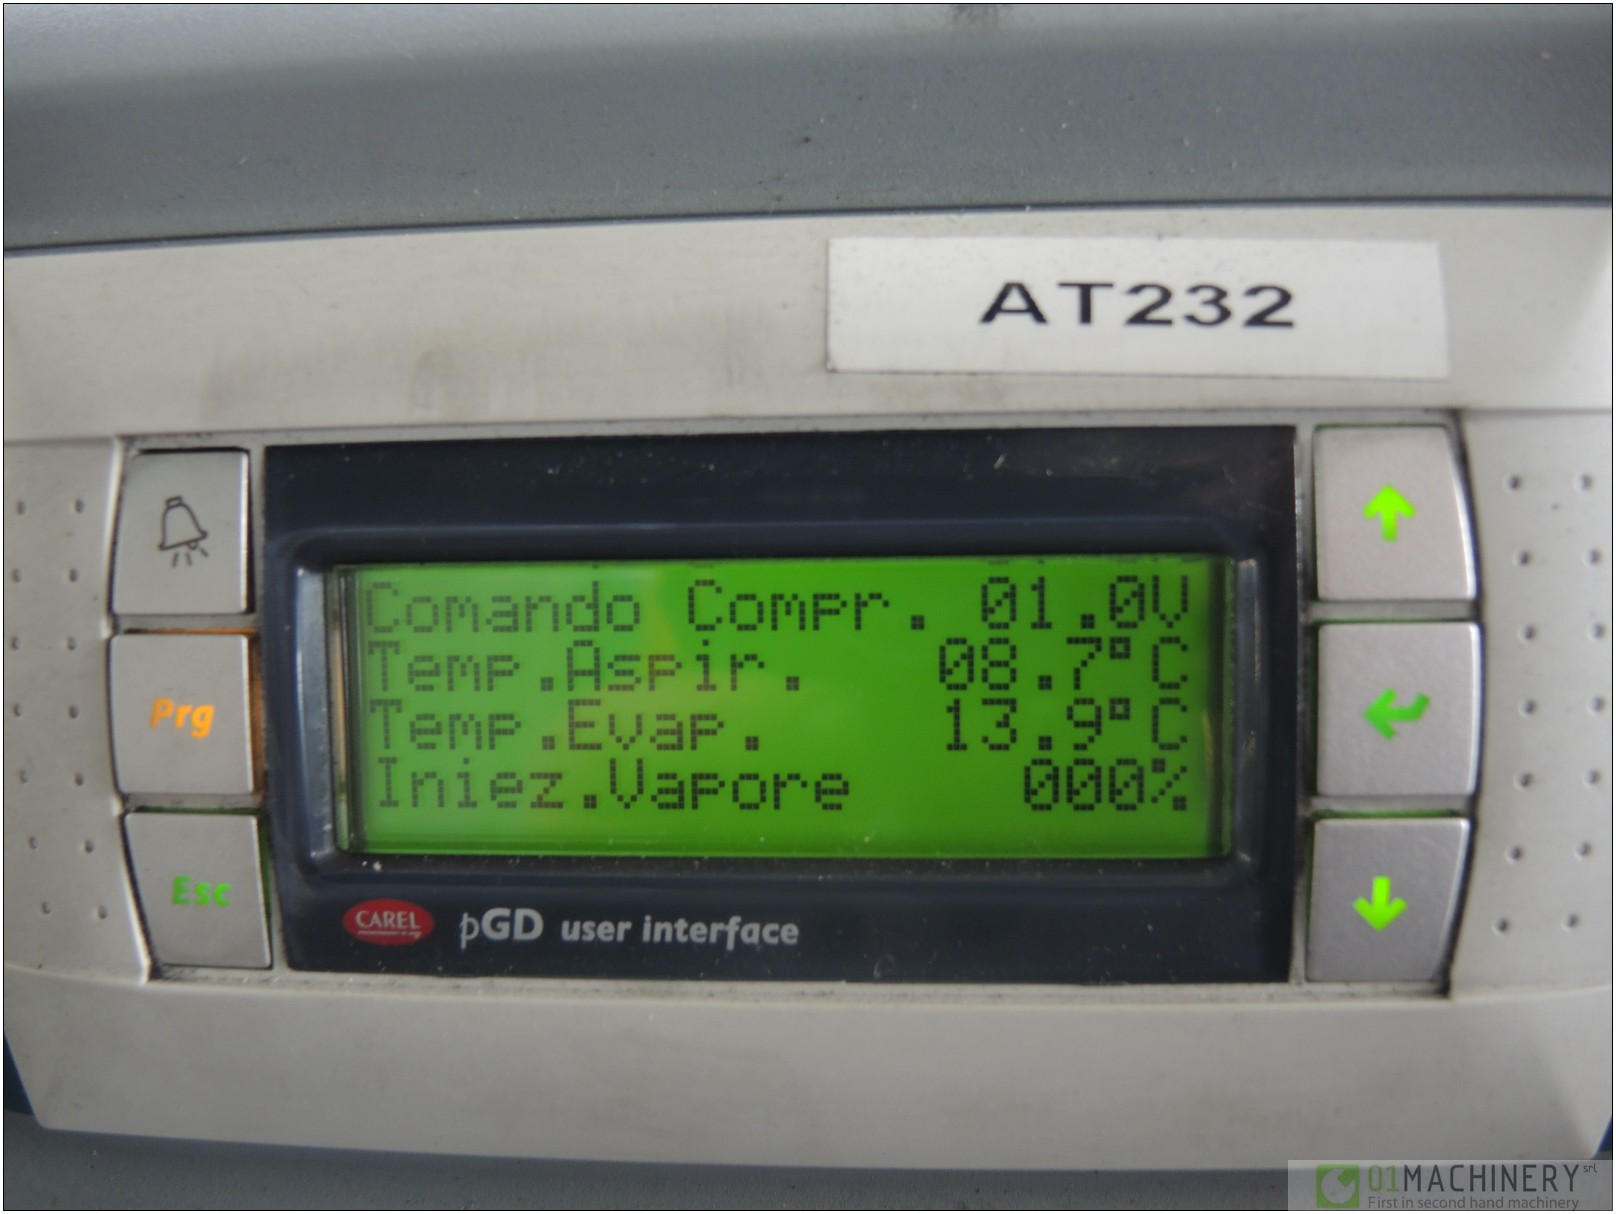 AT232
Comando Compr. 01.0V
Temp.Aspir. 08.7°C
Temp.Evap. 13.9°C
Iniez.Vapore 000%
Prg
Esc
CAREL pGD user interface
01MACHINERY srl
First in second hand machinery